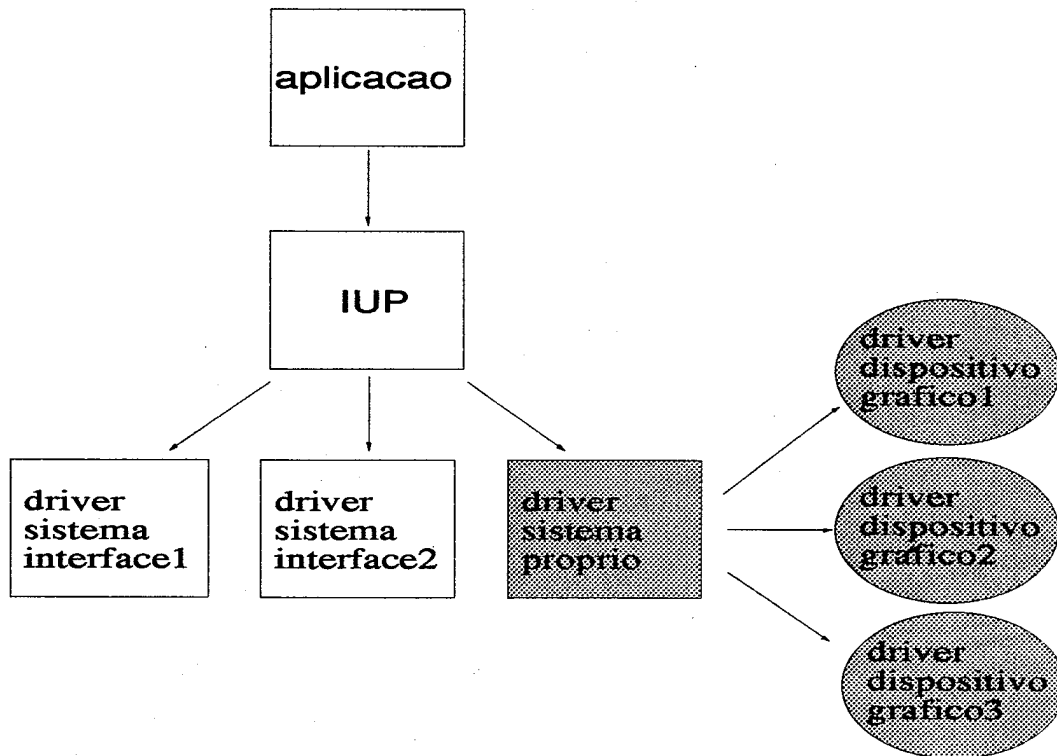 aplicacao
IUP
driver
sistema
interface1
driver
sistema
interface2
driver
sistema
proprio
driver
dispositivo
grafico1
driver
dispositivo
grafico2
driver
dispositivo
grafico3